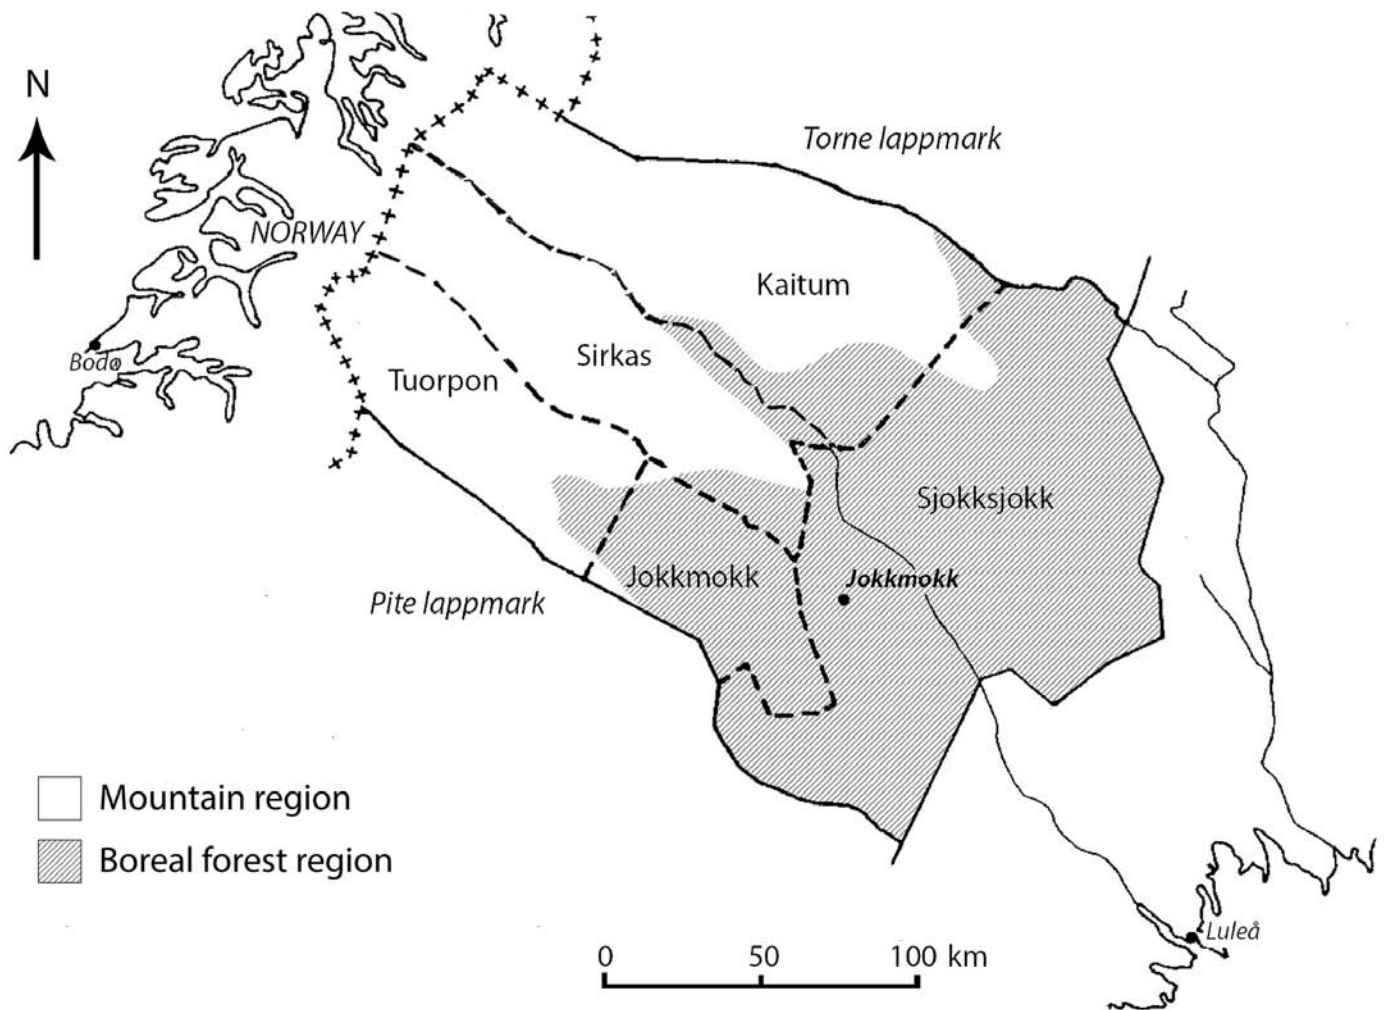 N
Torne lappmark
NORWAY
Kaitum
Sirkas
Bodø
Tuorpon
Sjokksjokk
Jokkmokk
Jokkmokk
Pite lappmark
Mountain region
Boreal forest region
Luleå
0 50 100 km